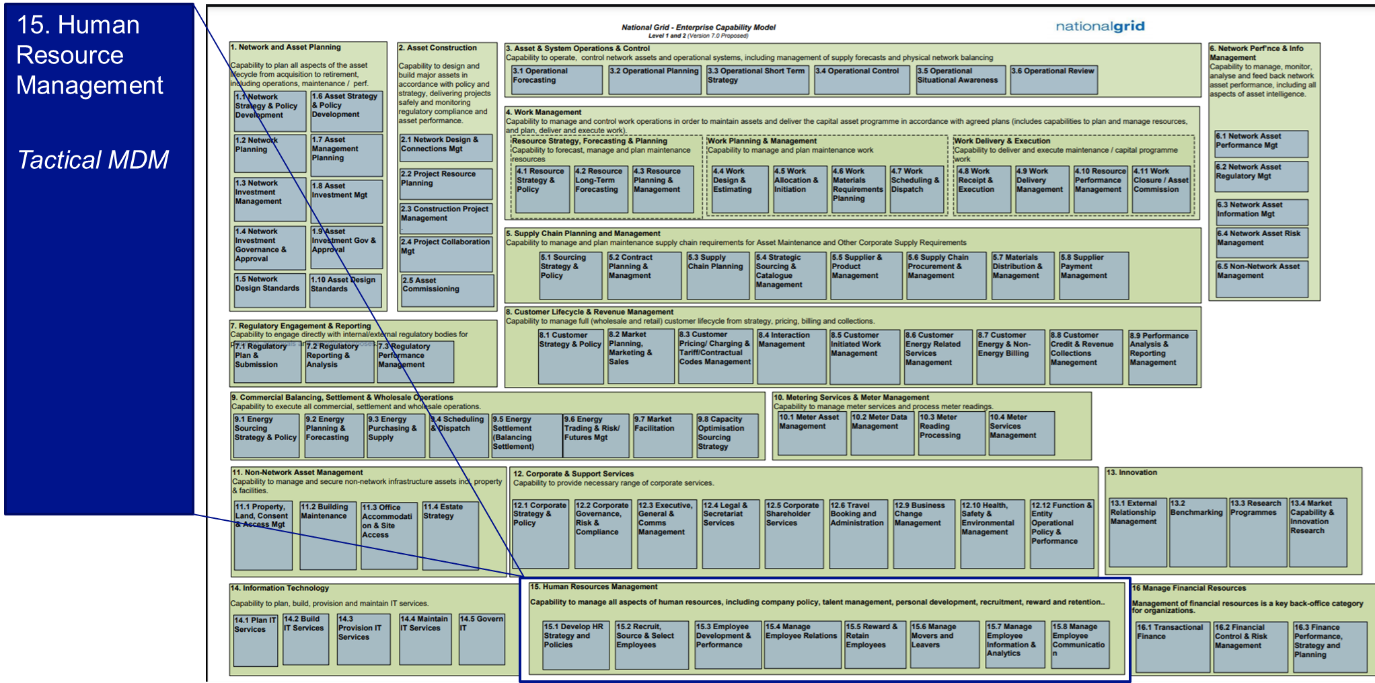 15. Human
Resource
Management
Tactical MDM
National Grid - Enterprise Capability Model
Level 1 and 2 (Version 7.0 Proposed)
nationalgrid
1. Network and Asset Planning
Capability to plan all aspects of the asset
lifecycle from acquisition to retirement,
including operations, maintenance / perf.
1.1 Network
Strategy & Policy
Development
1.6 Asset Strategy
& Policy
Development
1.2 Network
Planning
1.7 Asset
Management
Planning
1.3 Network
Investment
Management
1.8 Asset
Investment Mgt
1.4 Network
Investment
Governance &
Approval
1.9 Asset
Investment Gov &
Approval
1.5 Network
Design Standards
1.10 Asset Design
Standards
2. Asset Construction
Capability to design and
build major assets in
accordance with policy and
strategy, delivering projects
safely and monitoring
regulatory compliance and
asset performance.
2.1 Network Design &
Connections Mgt
2.2 Project Resource
Planning
2.3 Construction Project
Management
2.4 Project Collaboration
Mgt
2.5 Asset
Commissioning
3. Asset & System Operations & Control
Capability to operate, control network assets and operational systems, including management of supply forecasts and physical network balancing
3.1 Operational
Forecasting
3.2 Operational Planning
3.3 Operational Short Term
Strategy
3.4 Operational Control
3.5 Operational
Situational Awareness
3.6 Operational Review
4. Work Management
Capability to manage and control work operations in order to maintain assets and deliver the capital asset programme in accordance with agreed plans (includes capabilities to plan and manage resources,
and plan, deliver and execute work).
Resource Strategy, Forecasting & Planning
Capability to forecast, manage and plan maintenance
resources
4.1 Resource
Strategy &
Policy
4.2 Resource
Long-Term
Forecasting
4.3 Resource
Planning &
Management
Work Planning & Management
Capability to manage and plan maintenance work
4.4 Work
Design &
Estimating
4.5 Work
Allocation &
Initiation
4.6 Work
Materials
Requirements
Planning
4.7 Work
Scheduling &
Dispatch
Work Delivery & Execution
Capability to deliver and execute maintenance / capital programme
work
4.8 Work
Receipt &
Execution
4.9 Work
Delivery
Management
4.10 Resource
Performance
Management
4.11 Work
Closure / Asset
Commission
5. Supply Chain Planning and Management
Capability to manage and plan maintenance supply chain requirements for Asset Maintenance and Other Corporate Supply Requirements
5.1 Sourcing
Strategy &
Policy
5.2 Contract
Planning &
Managment
5.3 Supply
Chain Planning
5.4 Strategic
Sourcing &
Catalogue
Management
5.5 Supplier &
Product
Management
5.6 Supply Chain
Procurement &
Management
5.7 Materials
Distribution &
Management
5.8 Supplier
Payment
Management
6. Network Perf'nce & Info
Management
Capability to manage, monitor,
analyse and feed back network
asset performance, including all
aspects of asset intelligence.
6.1 Network Asset
Performance Mgt
6.2 Network Asset
Regulatory Mgt
6.3 Network Asset
Information Mgt
6.4 Network Asset Risk
Management
6.5 Non-Network Asset
Management
7. Regulatory Engagement & Reporting
Capability to engage directly with internal/external regulatory bodies for
7.1 Regulatory
Plan &
Submission
7.2 Regulatory
Reporting &
Analysis
7.3 Regulatory
Performance
Management
8. Customer Lifecycle & Revenue Management
Capability to manage full (wholesale and retail) customer lifecycle from strategy, pricing, billing and collections.
8.1 Customer
Strategy & Policy
8.2 Market
Planning,
Marketing &
Sales
8.3 Customer
Pricing/ Charging &
Tariff/Contractual
Codes Management
8.4 Interaction
Management
8.5 Customer
Initiated Work
Management
8.6 Customer
Energy Related
Services
Management
8.7 Customer
Energy & Non-
Energy Billing
8.8 Customer
Credit & Revenue
Collections
Management
8.9 Performance
Analysis &
Reporting
Management
9. Commercial Balancing, Settlement & Wholesale Operations
Capability to execute all commercial, settlement and wholesale operations.
9.1 Energy
Sourcing
Strategy & Policy
9.2 Energy
Planning &
Forecasting
9.3 Energy
Purchasing &
Supply
9.4 Scheduling
& Dispatch
9.5 Energy
Settlement
(Balancing
Settlement)
9.6 Energy
Trading & Risk/
Futures Mgt
9.7 Market
Facilitation
9.8 Capacity
Optimisation
Sourcing
Strategy
10. Metering Services & Meter Management
Capability to manage meter services and process meter readings.
10.1 Meter Asset
Management
10.2 Meter Data
Management
10.3 Meter
Reading
Processing
10.4 Meter
Services
Management
11. Non-Network Asset Management
Capability to manage and secure non-network infrastructure assets incl. property
& facilities.
11.1 Property,
Land, Consent
& Access Mgt
11.2 Building
Maintenance
11.3 Office
Accommodati
on & Site
Access
11.4 Estate
Strategy
12. Corporate & Support Services
Capability to provide necessary range of corporate services.
12.1 Corporate
Strategy &
Policy
12.2 Corporate
Governance,
Risk &
Compliance
12.3 Executive,
General &
Comms
Management
12.4 Legal &
Secretariat
Services
12.5 Corporate
Shareholder
Services
12.6 Travel
Booking and
Administration
12.9 Business
Change
Management
12.10 Health,
Safety &
Environmental
Management
12.12 Function &
Entity
Operational
Policy &
Performance
13. Innovation
13.1 External
Relationship
Management
13.2
Benchmarking
13.3 Research
Programmes
13.4 Market
Capability &
Innovation
Research
14. Information Technology
Capability to plan, build, provision and maintain IT services.
14.1 Plan IT
Services
14.2 Build
IT Services
14.3
Provision IT
Services
14.4 Maintain
IT Services
14.5 Govern
IT
15. Human Resources Management
Capability to manage all aspects of human resources, including company policy, talent management, personal development, recruitment, reward and retention..
15.1 Develop HR
Strategy and
Policies
15.2 Recruit,
Source & Select
Employees
15.3 Employee
Development &
Performance
15.4 Manage
Employee Relations
15.5 Reward &
Retain
Employees
15.6 Manage
Movers and
Leavers
15.7 Manage
Employee
Information &
Analytics
15.8 Manage
Employee
Communicatio
n
16 Manage Financial Resources
Management of financial resources is a key back-office category
for organizations.
16.1 Transactional
Finance
16.2 Financial
Control & Risk
Management
16.3 Finance
Performance,
Strategy and
Planning